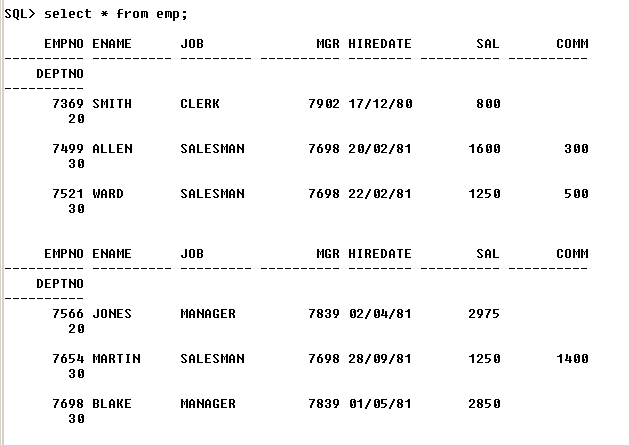 SQL> select * from emp;
EMPNO ENAME JOB MGR HIREDATE SAL COMM
---------- ---------- --------- ---------- -------- ---------- ----------
DEPTNO
----------
7369 SMITH CLERK 7902 17/12/80 800
20
7499 ALLEN SALESMAN 7698 20/02/81 1600 300
30
7521 WARD SALESMAN 7698 22/02/81 1250 500
30
EMPNO ENAME JOB MGR HIREDATE SAL COMM
---------- ---------- --------- ---------- -------- ---------- ----------
DEPTNO
----------
7566 JONES MANAGER 7839 02/04/81 2975
20
7654 MARTIN SALESMAN 7698 28/09/81 1250 1400
30
7698 BLAKE MANAGER 7839 01/05/81 2850
30